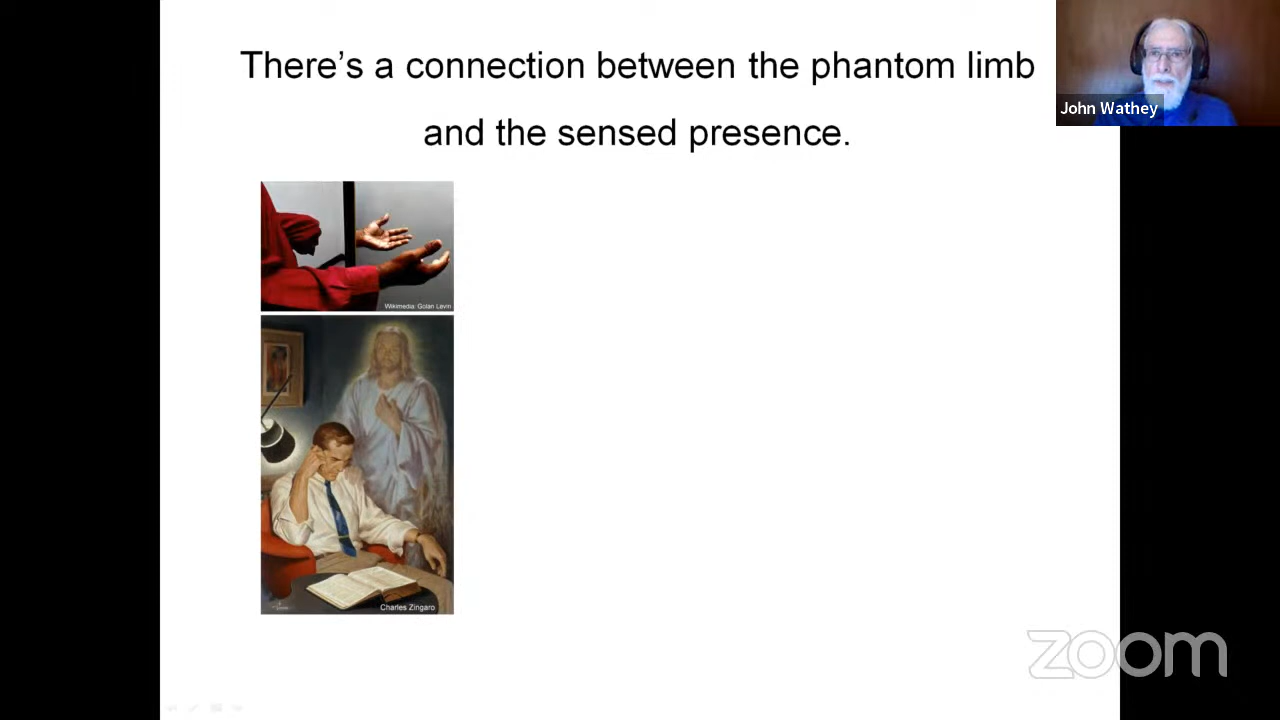 There's a connection between the phantom limb
and the sensed presence.
John Wathey
Wikimedia: Golan Levin
Charles Zingaro
zoom